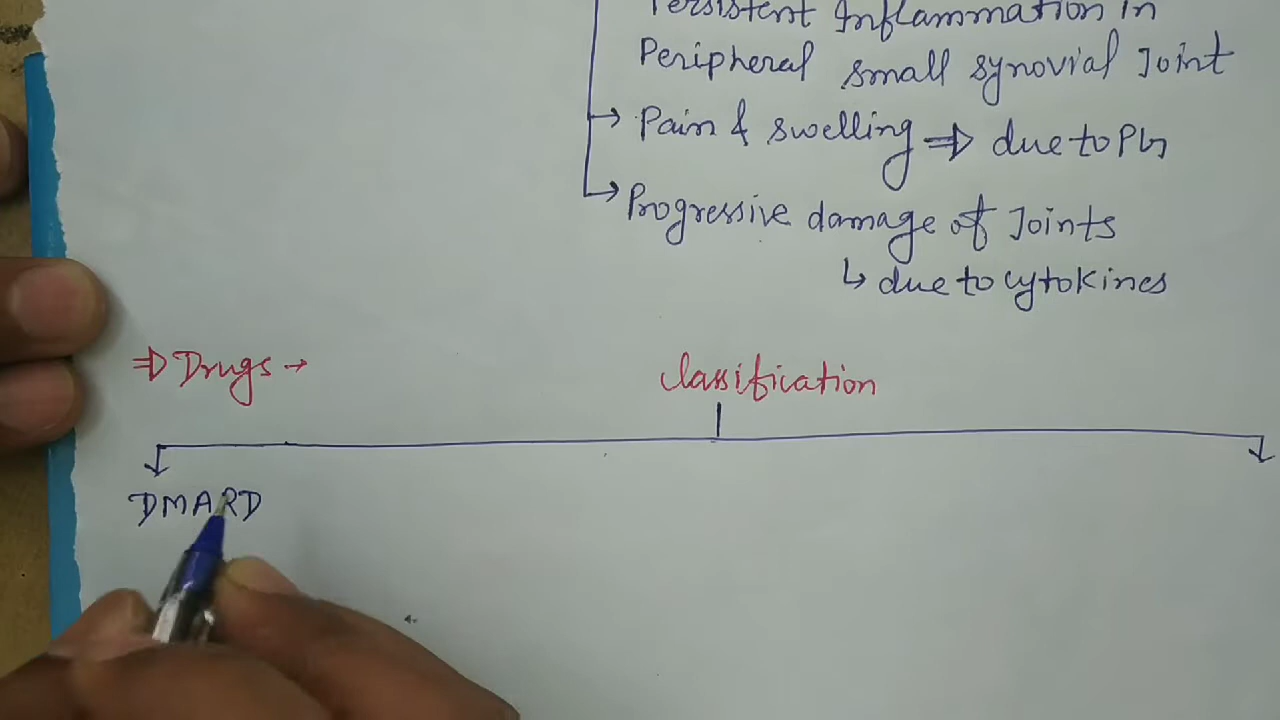 Persistent Inflammation in
Peripheral small synovial Joint
→ Pain & swelling ⇒ due to PGs
→ Progressive damage of Joints
↳ due to cytokines
⇒ Drugs →
Classification
DMARD